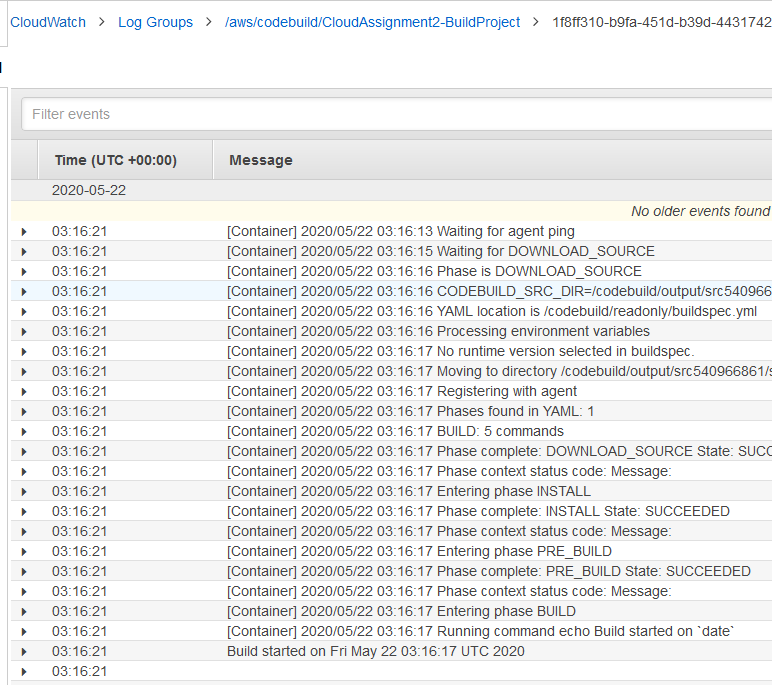 CloudWatch > Log Groups > /aws/codebuild/CloudAssignment2-BuildProject > 1f8ff310-b9fa-451d-b39d-4431742
Filter events
Time (UTC +00:00) Message
2020-05-22
No older events found
03:16:21 [Container] 2020/05/22 03:16:13 Waiting for agent ping
03:16:21 [Container] 2020/05/22 03:16:15 Waiting for DOWNLOAD_SOURCE
03:16:21 [Container] 2020/05/22 03:16:16 Phase is DOWNLOAD_SOURCE
03:16:21 [Container] 2020/05/22 03:16:16 CODEBUILD_SRC_DIR=/codebuild/output/src540966
03:16:21 [Container] 2020/05/22 03:16:16 YAML location is /codebuild/readonly/buildspec.yml
03:16:21 [Container] 2020/05/22 03:16:16 Processing environment variables
03:16:21 [Container] 2020/05/22 03:16:17 No runtime version selected in buildspec.
03:16:21 [Container] 2020/05/22 03:16:17 Moving to directory /codebuild/output/src540966861/s
03:16:21 [Container] 2020/05/22 03:16:17 Registering with agent
03:16:21 [Container] 2020/05/22 03:16:17 Phases found in YAML: 1
03:16:21 [Container] 2020/05/22 03:16:17 BUILD: 5 commands
03:16:21 [Container] 2020/05/22 03:16:17 Phase complete: DOWNLOAD_SOURCE State: SUCC
03:16:21 [Container] 2020/05/22 03:16:17 Phase context status code: Message:
03:16:21 [Container] 2020/05/22 03:16:17 Entering phase INSTALL
03:16:21 [Container] 2020/05/22 03:16:17 Phase complete: INSTALL State: SUCCEEDED
03:16:21 [Container] 2020/05/22 03:16:17 Phase context status code: Message:
03:16:21 [Container] 2020/05/22 03:16:17 Entering phase PRE_BUILD
03:16:21 [Container] 2020/05/22 03:16:17 Phase complete: PRE_BUILD State: SUCCEEDED
03:16:21 [Container] 2020/05/22 03:16:17 Phase context status code: Message:
03:16:21 [Container] 2020/05/22 03:16:17 Entering phase BUILD
03:16:21 [Container] 2020/05/22 03:16:17 Running command echo Build started on `date`
03:16:21 Build started on Fri May 22 03:16:17 UTC 2020
03:16:21